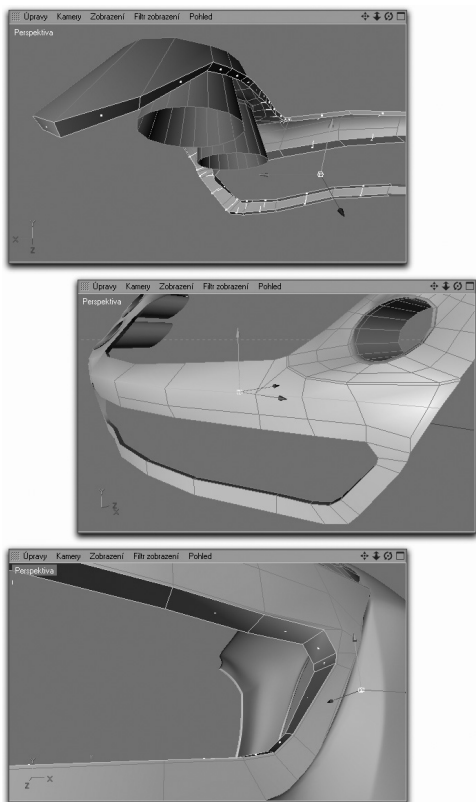 Úpravy Kamery Zobrazení Filtr zobrazení Pohled
Perspektiva
X
Z
Úpravy Kamery Zobrazení Filtr zobrazení Pohled
Perspektiva
Z
X
Úpravy Kamery Zobrazení Filtr zobrazení Pohled
Perspektiva
Z X